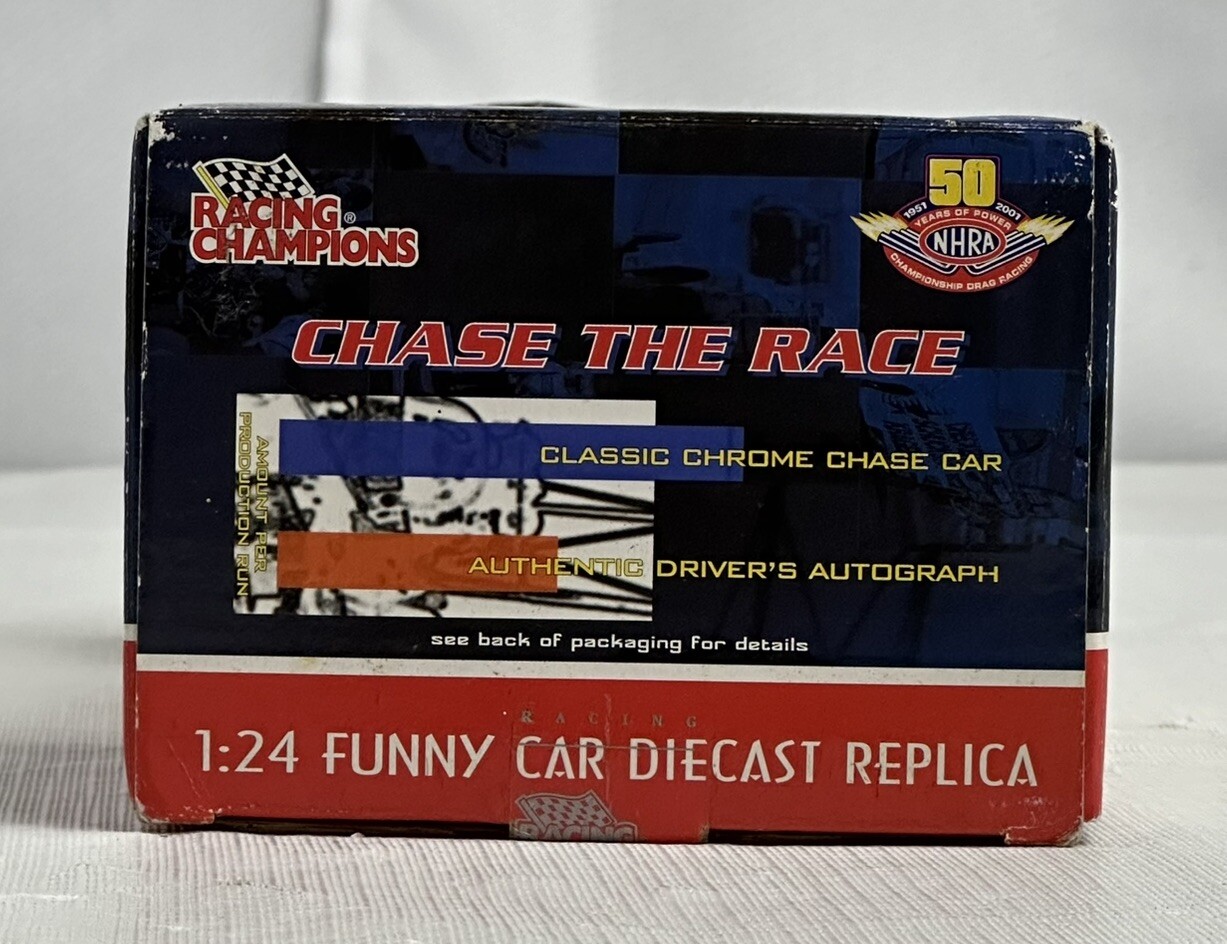 RACING®
CHAMPIONS
50
1951 2001
YEARS OF POWER
NHRA
CHAMPIONSHIP DRAG RACING
CHASE THE RACE
AMOUNT PER
PRODUCTION RUN
CLASSIC CHROME CHASE CAR
AUTHENTIC DRIVER'S AUTOGRAPH
see back of packaging for details
RACING
1:24 FUNNY CAR DIECAST REPLICA
RACING